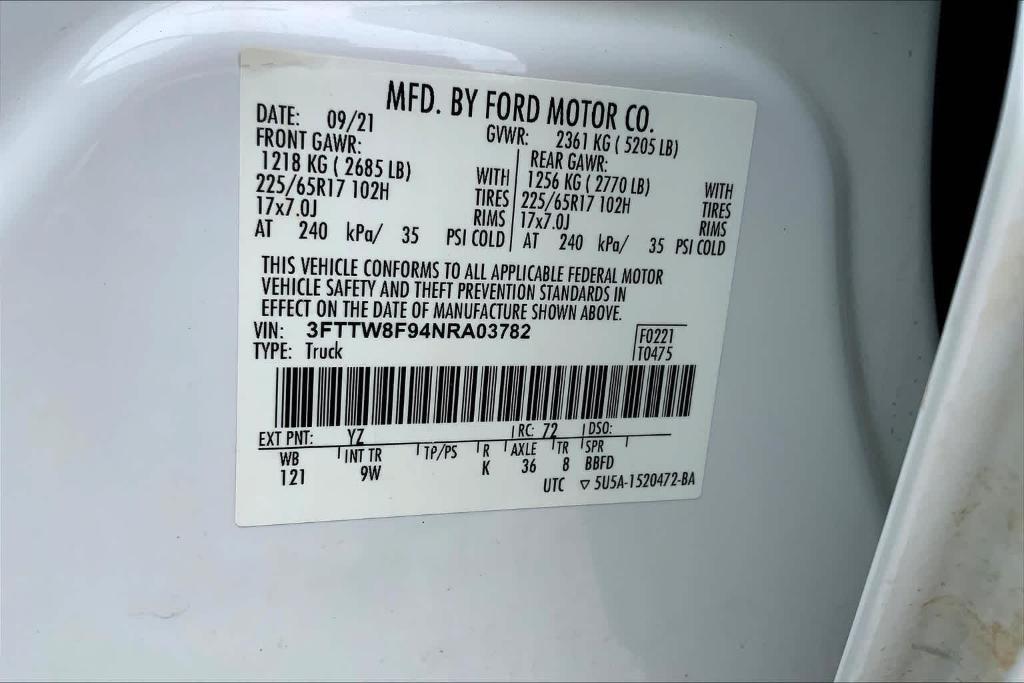 MFD. BY FORD MOTOR CO.
DATE: 09/21 GVWR: 2361 KG ( 5205 LB)
FRONT GAWR: REAR GAWR:
1218 KG ( 2685 LB) WITH 1256 KG ( 2770 LB) WITH
225/65R17 102H TIRES 225/65R17 102H TIRES
17x7.0J RIMS 17x7.0J RIMS
AT 240 kPa/ 35 PSI COLD AT 240 kPa/ 35 PSI COLD
THIS VEHICLE CONFORMS TO ALL APPLICABLE FEDERAL MOTOR
VEHICLE SAFETY AND THEFT PREVENTION STANDARDS IN
EFFECT ON THE DATE OF MANUFACTURE SHOWN ABOVE.
VIN: 3FTTW8F94NRA03782 F0221
TYPE: Truck T0475
EXT PNT: YZ RC: 72 DSO:
WB INT TR TP/PS R AXLE TR SPR
121 9W K 36 8 BBFD
UTC ▽ 5U5A-1520472-BA